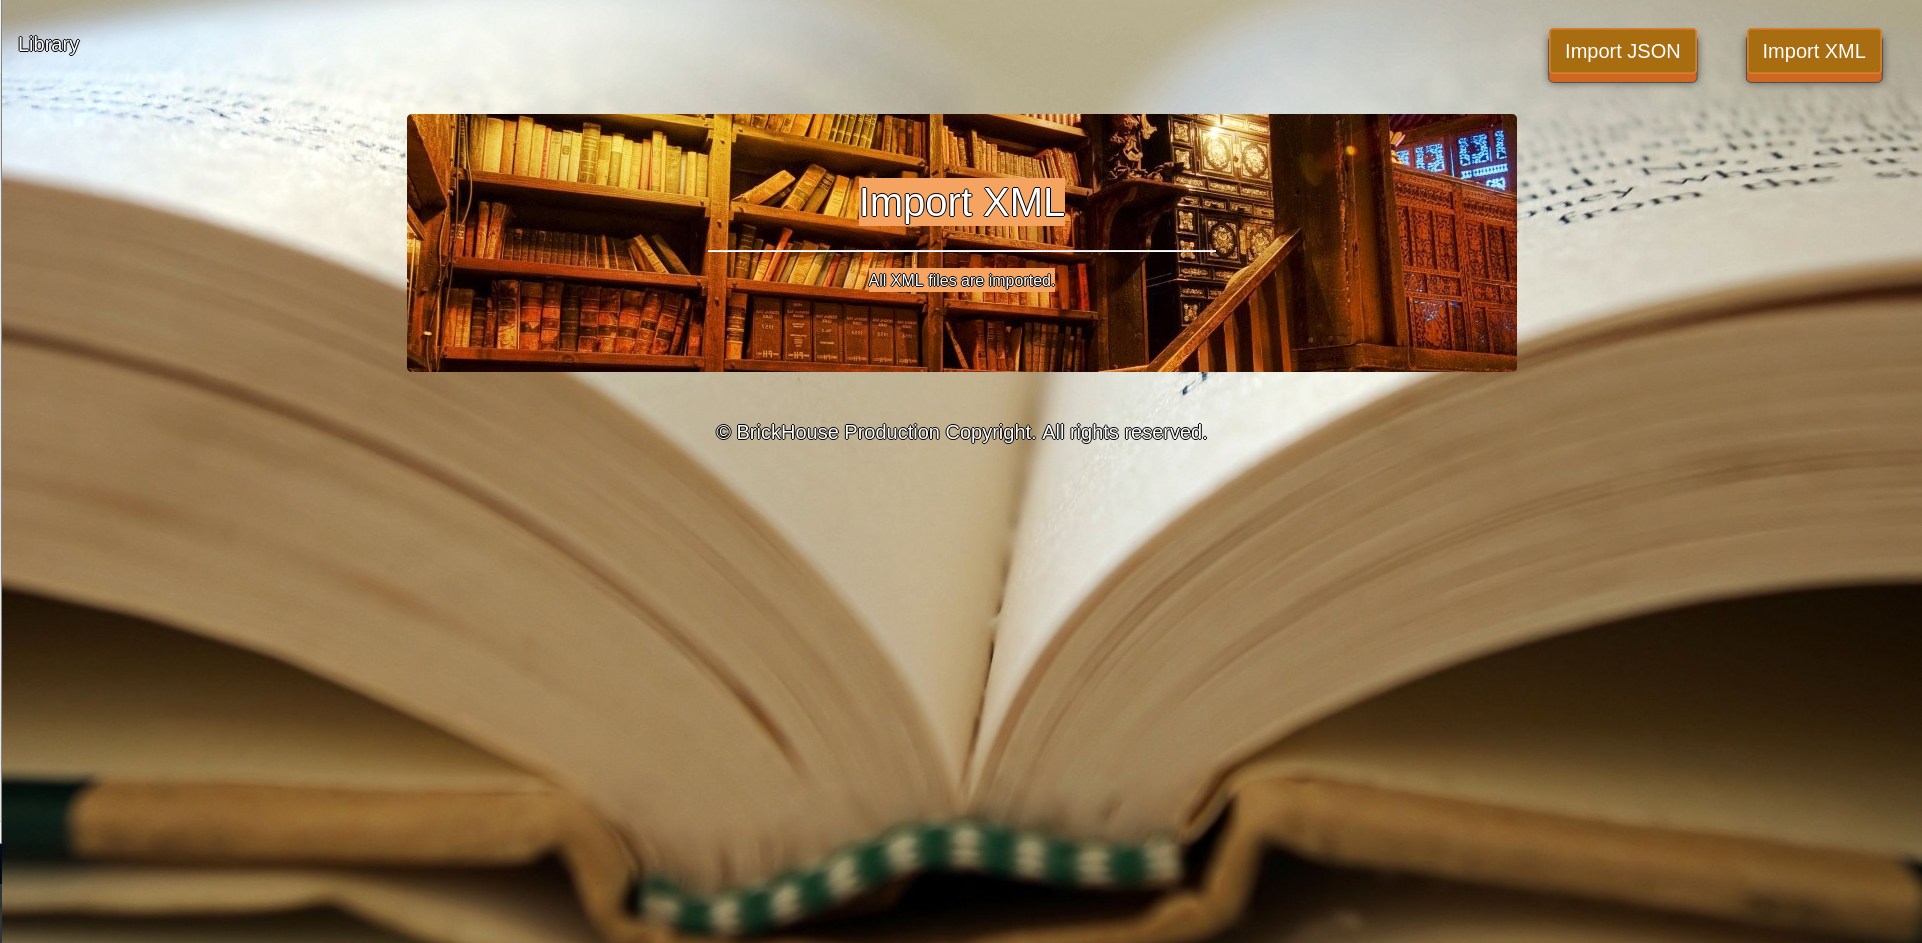 Library
Import JSON
Import XML
Import XML
All XML files are imported.
© BrickHouse Production Copyright. All rights reserved.